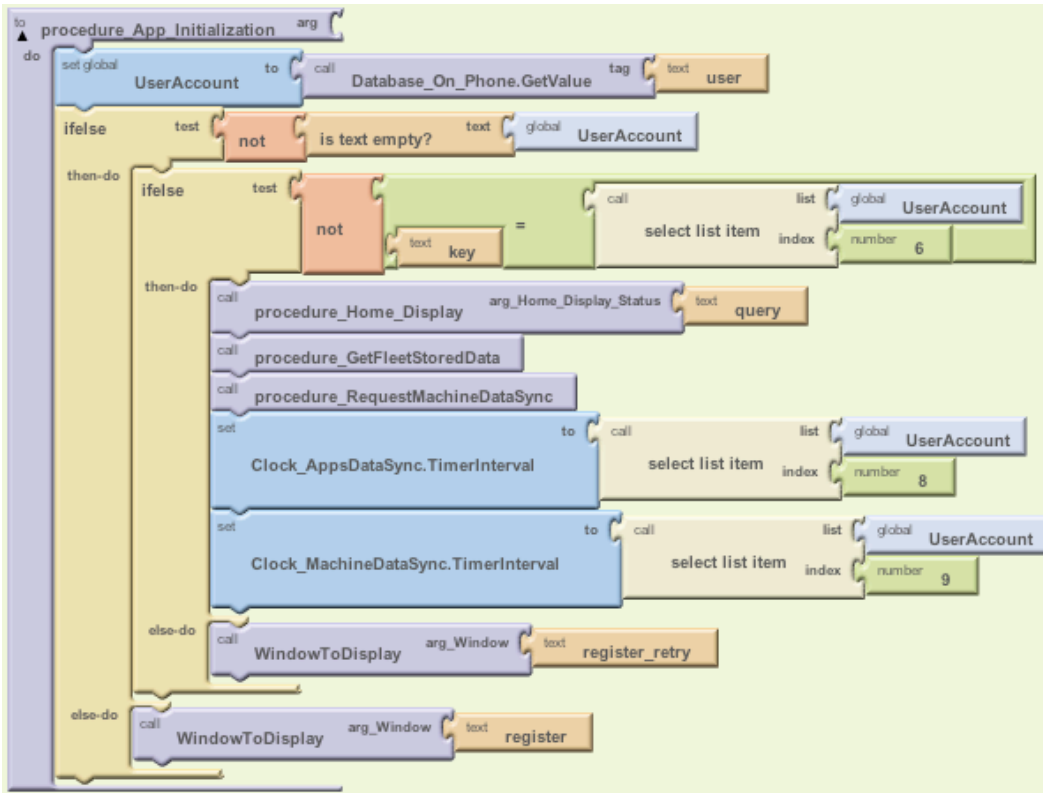 to procedure_App_Initialization arg
do
set global UserAccount to call Database_On_Phone.GetValue tag text user
ifelse test not is text empty? text global UserAccount
then-do ifelse test not text key = call select list item list global UserAccount
index number 6
then-do call procedure_Home_Display arg_Home_Display_Status text query
call procedure_GetFleetStoredData
call procedure_RequestMachineDataSync
set Clock_AppsDataSync.TimerInterval to call select list item list global UserAccount
index number 8
set Clock_MachineDataSync.TimerInterval to call select list item list global UserAccount
index number 9
else-do call WindowToDisplay arg_Window text register_retry
else-do call WindowToDisplay arg_Window text register